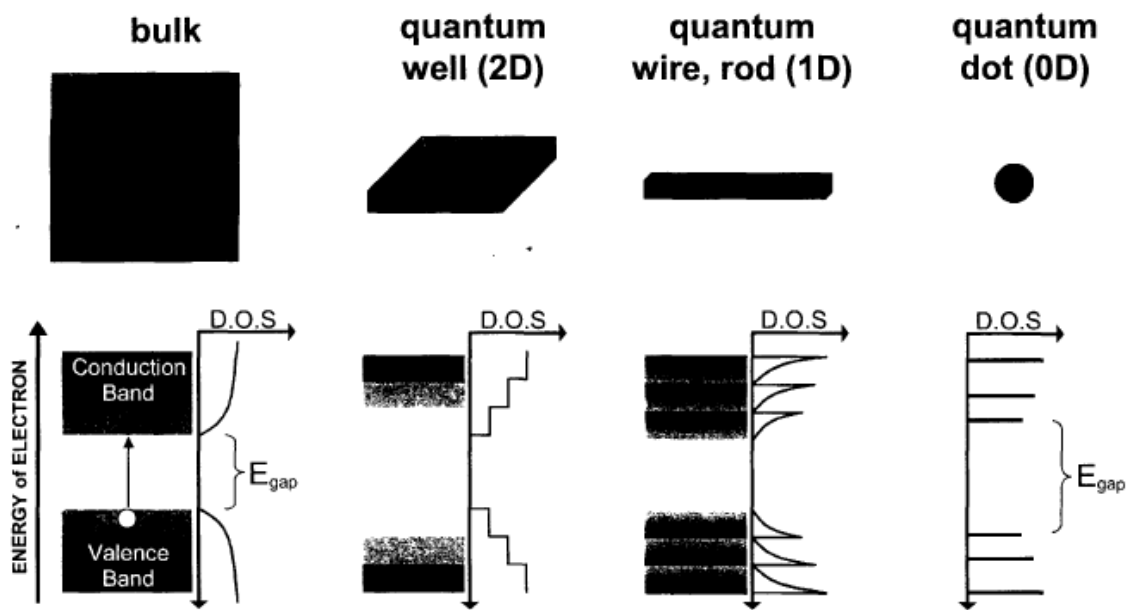 bulk
quantum
well (2D)
quantum
wire, rod (1D)
quantum
dot (0D)
ENERGY of ELECTRON
Conduction
Band
Valence
Band
D.O.S
E gap
D.O.S
D.O.S
D.O.S
E gap